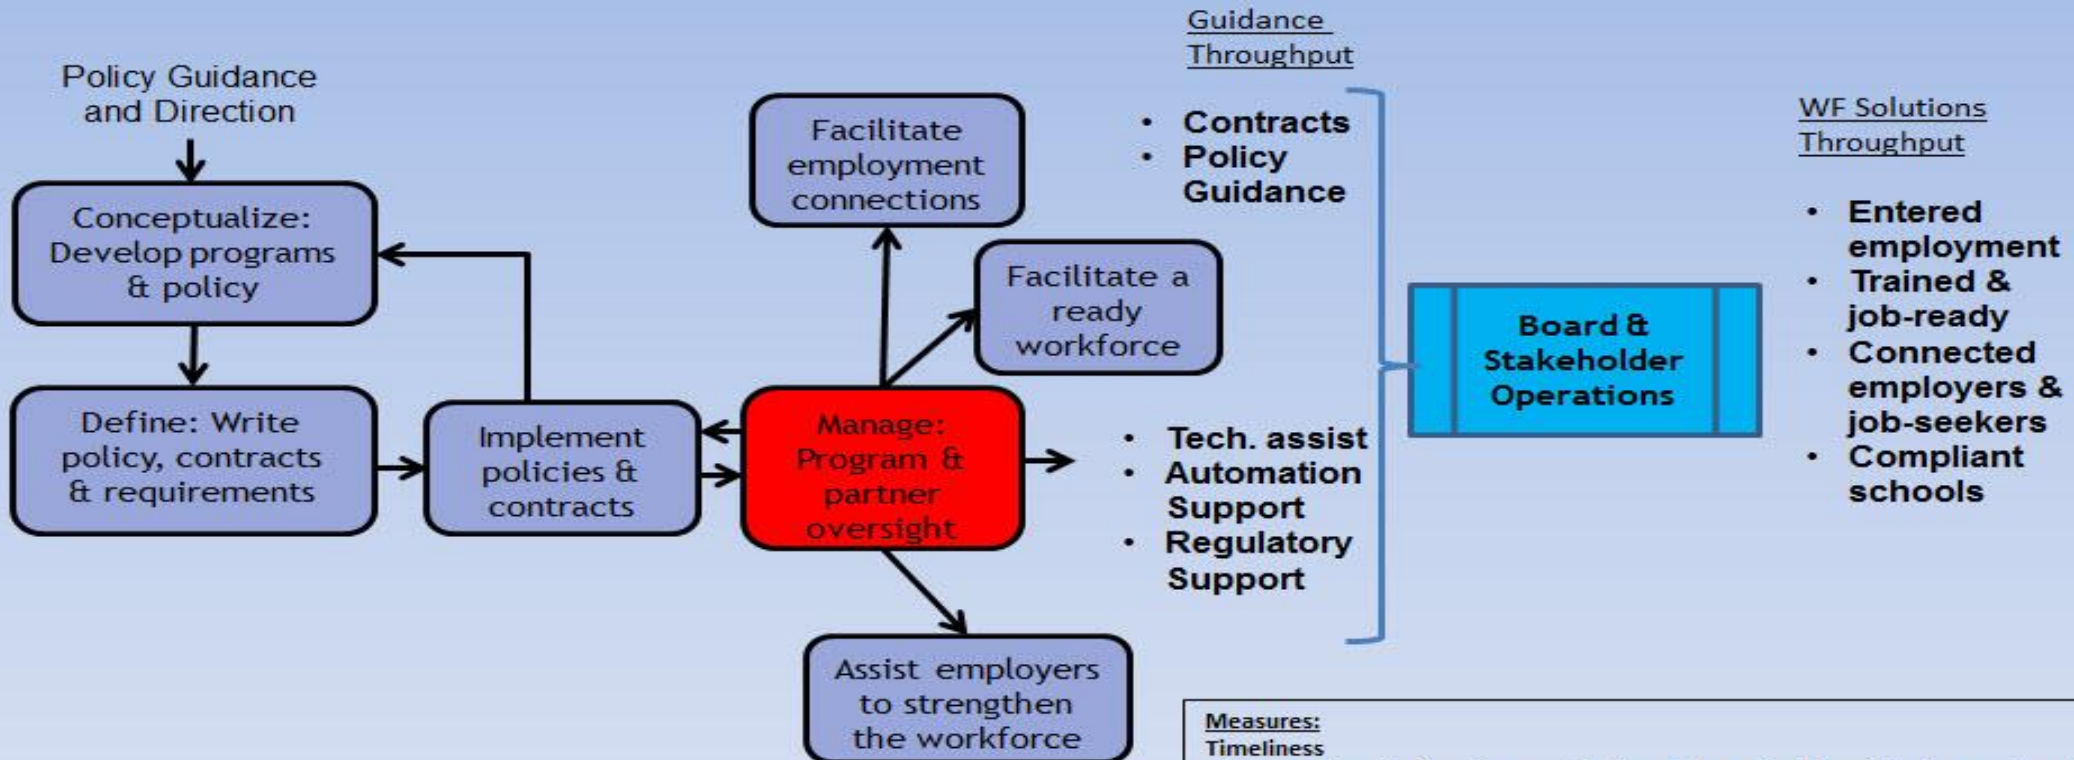 Policy Guidance
and Direction
Conceptualize:
Develop programs
& policy
Define: Write
policy, contracts
& requirements
Implement
policies &
contracts
Manage:
Program &
partner
oversight
Facilitate
employment
connections
Facilitate a
ready
workforce
Assist employers
to strengthen
the workforce
Guidance
Throughput
• Contracts
• Policy
Guidance
• Tech. assist
• Automation
Support
• Regulatory
Support
Board &
Stakeholder
Operations
WF Solutions
Throughput
• Entered
employment
• Trained &
job-ready
• Connected
employers &
job-seekers
• Compliant
schools
Measures:
Timeliness